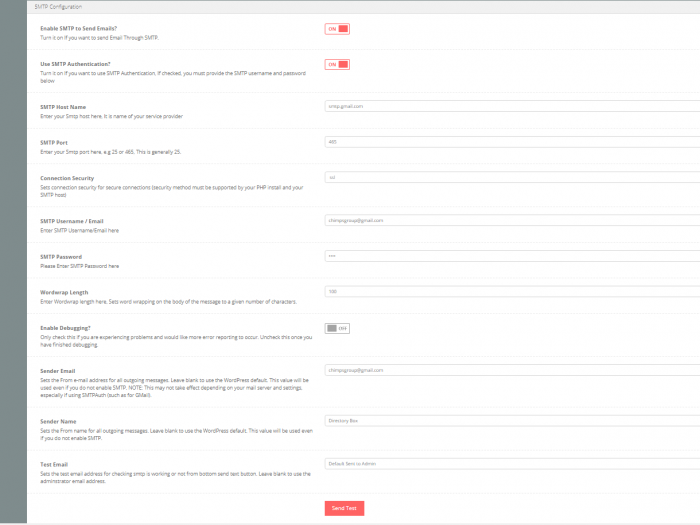 SMTP Configuration
Enable SMTP to Send Emails?
Turn it on if you want to send Email Through SMTP.
ON
Use SMTP Authentication?
Turn it on if you want to use SMTP Authentication, If checked, you must provide the SMTP username and password
below
ON
SMTP Host Name
Enter your Smtp host here. It is name of your service provider
smtp.gmail.com
SMTP Port
Enter your Smtp port here, e.g 25 or 465. This is generally 25.
465
Connection Security
Sets connection security for secure connections (security method must be supported by your PHP install and your
SMTP host)
ssl
SMTP Username / Email
Enter SMTP Username/Email here
chimpsgroup@gmail.com
SMTP Password
Please Enter SMTP Password here
Wordwrap Length
Enter Wordwrap length here. Sets word wrapping on the body of the message to a given number of characters.
100
Enable Debugging?
Only check this if you are experiencing problems and would like more error reporting to occur. Uncheck this once you
have finished debugging.
OFF
Sender Email
Sets the From e-mail address for all outgoing messages. Leave blank to use the WordPress default. This value will be
used even if you do not enable SMTP. NOTE: This may not take effect depending on your mail server and settings,
especially if using SMTPAuth (such as for GMail).
chimpsgroup@gmail.com
Sender Name
Sets the From name for all outgoing messages. Leave blank to use the WordPress default. This value will be used even
if you do not enable SMTP.
Directory Box
Test Email
Sets the test email address for checking smtp is working or not from bottom send test button. Leave blank to use the
adminstrator email address
Default Sent to Admin
Send Test